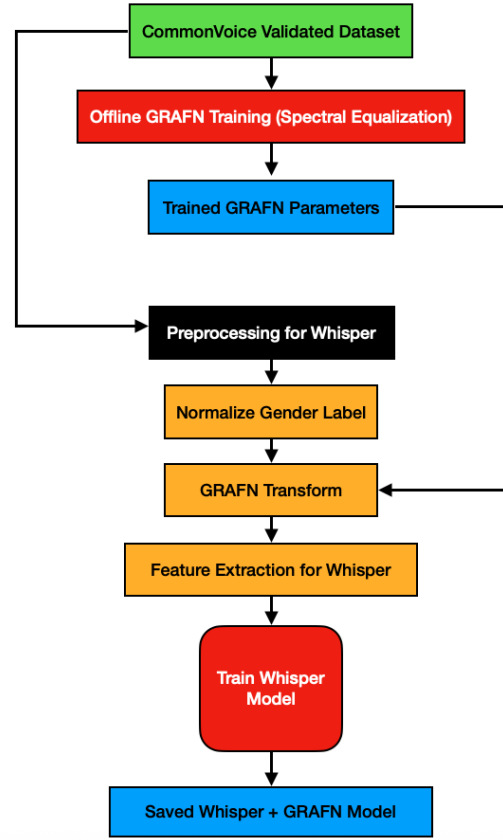 CommonVoice Validated Dataset
Offline GRAFN Training (Spectral Equalization)
Trained GRAFN Parameters
Preprocessing for Whisper
Normalize Gender Label
GRAFN Transform
Feature Extraction for Whisper
Train Whisper
Model
Saved Whisper + GRAFN Model